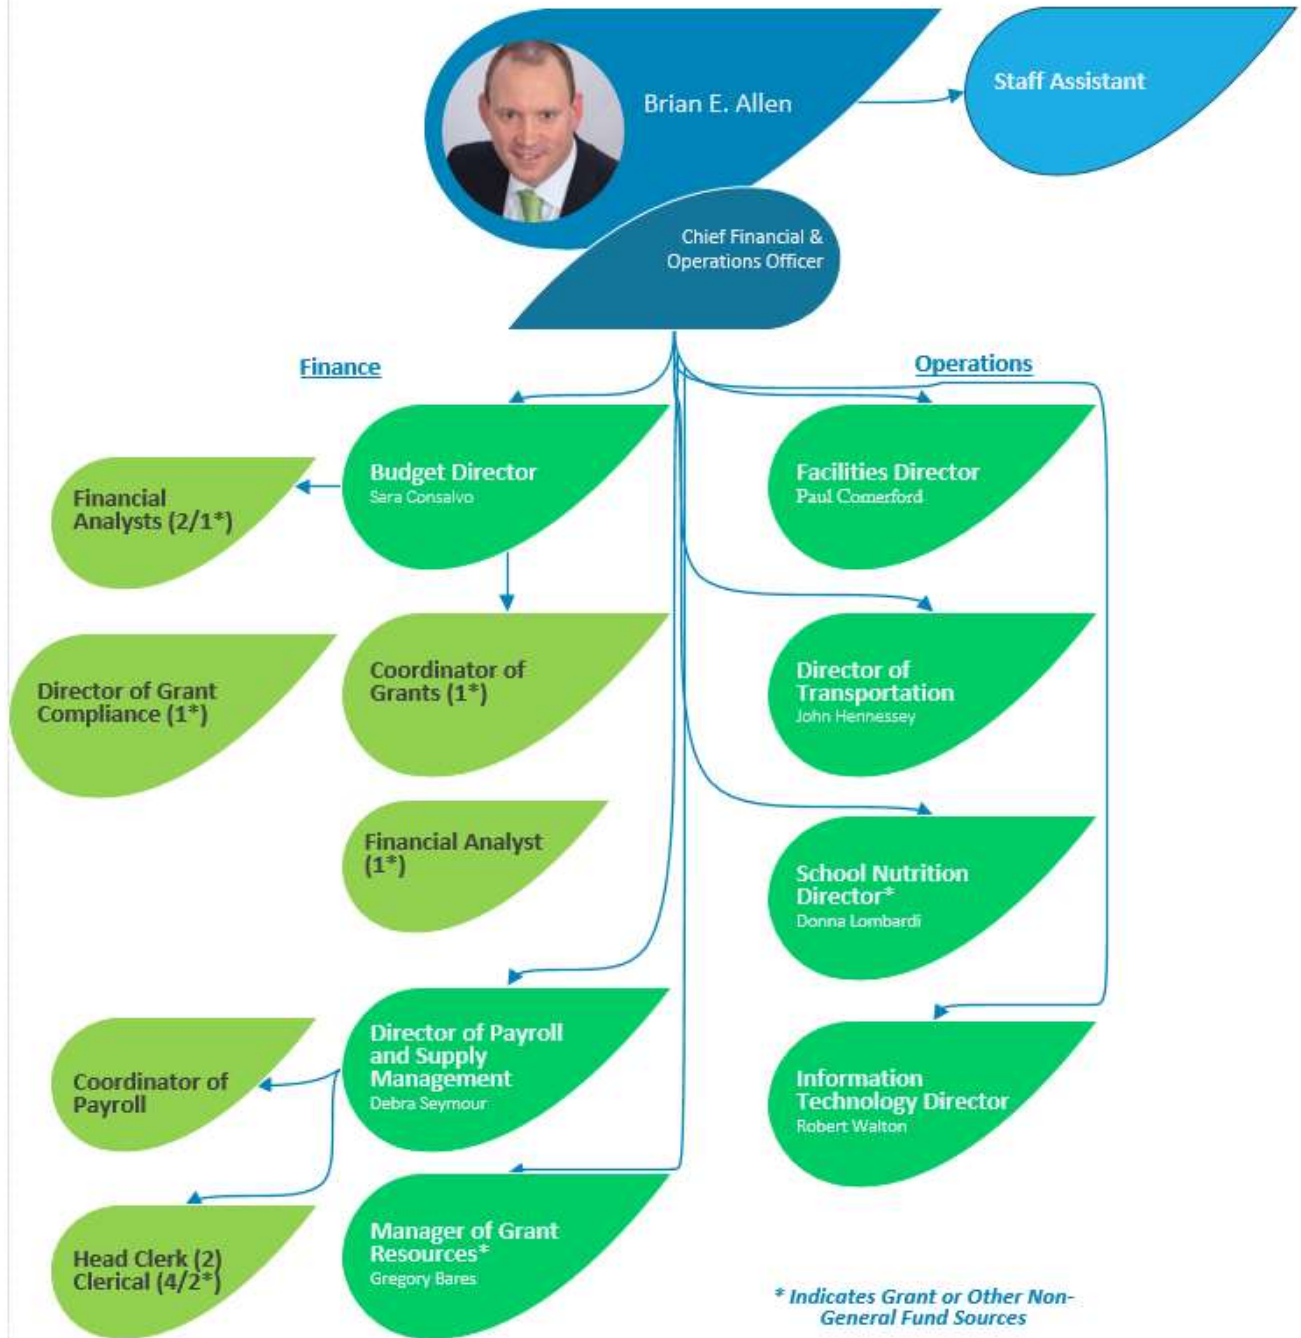 Brian E. Allen
Staff Assistant
Chief Financial &
Operations Officer
Finance
Operations
Budget Director
Sara Consalvo
Facilities Director
Paul Comerford
Financial
Analysts (2/1*)
Director of Grant
Compliance (1*)
Coordinator of
Grants (1*)
Director of
Transportation
John Hennessey
Financial Analyst
(1*)
School Nutrition
Director*
Donna Lombardi
Director of Payroll
and Supply
Management
Debra Seymour
Coordinator of
Payroll
Information
Technology Director
Robert Walton
Head Clerk (2)
Clerical (4/2*)
Manager of Grant
Resources*
Gregory Bares
* Indicates Grant or Other Non-
General Fund Sources